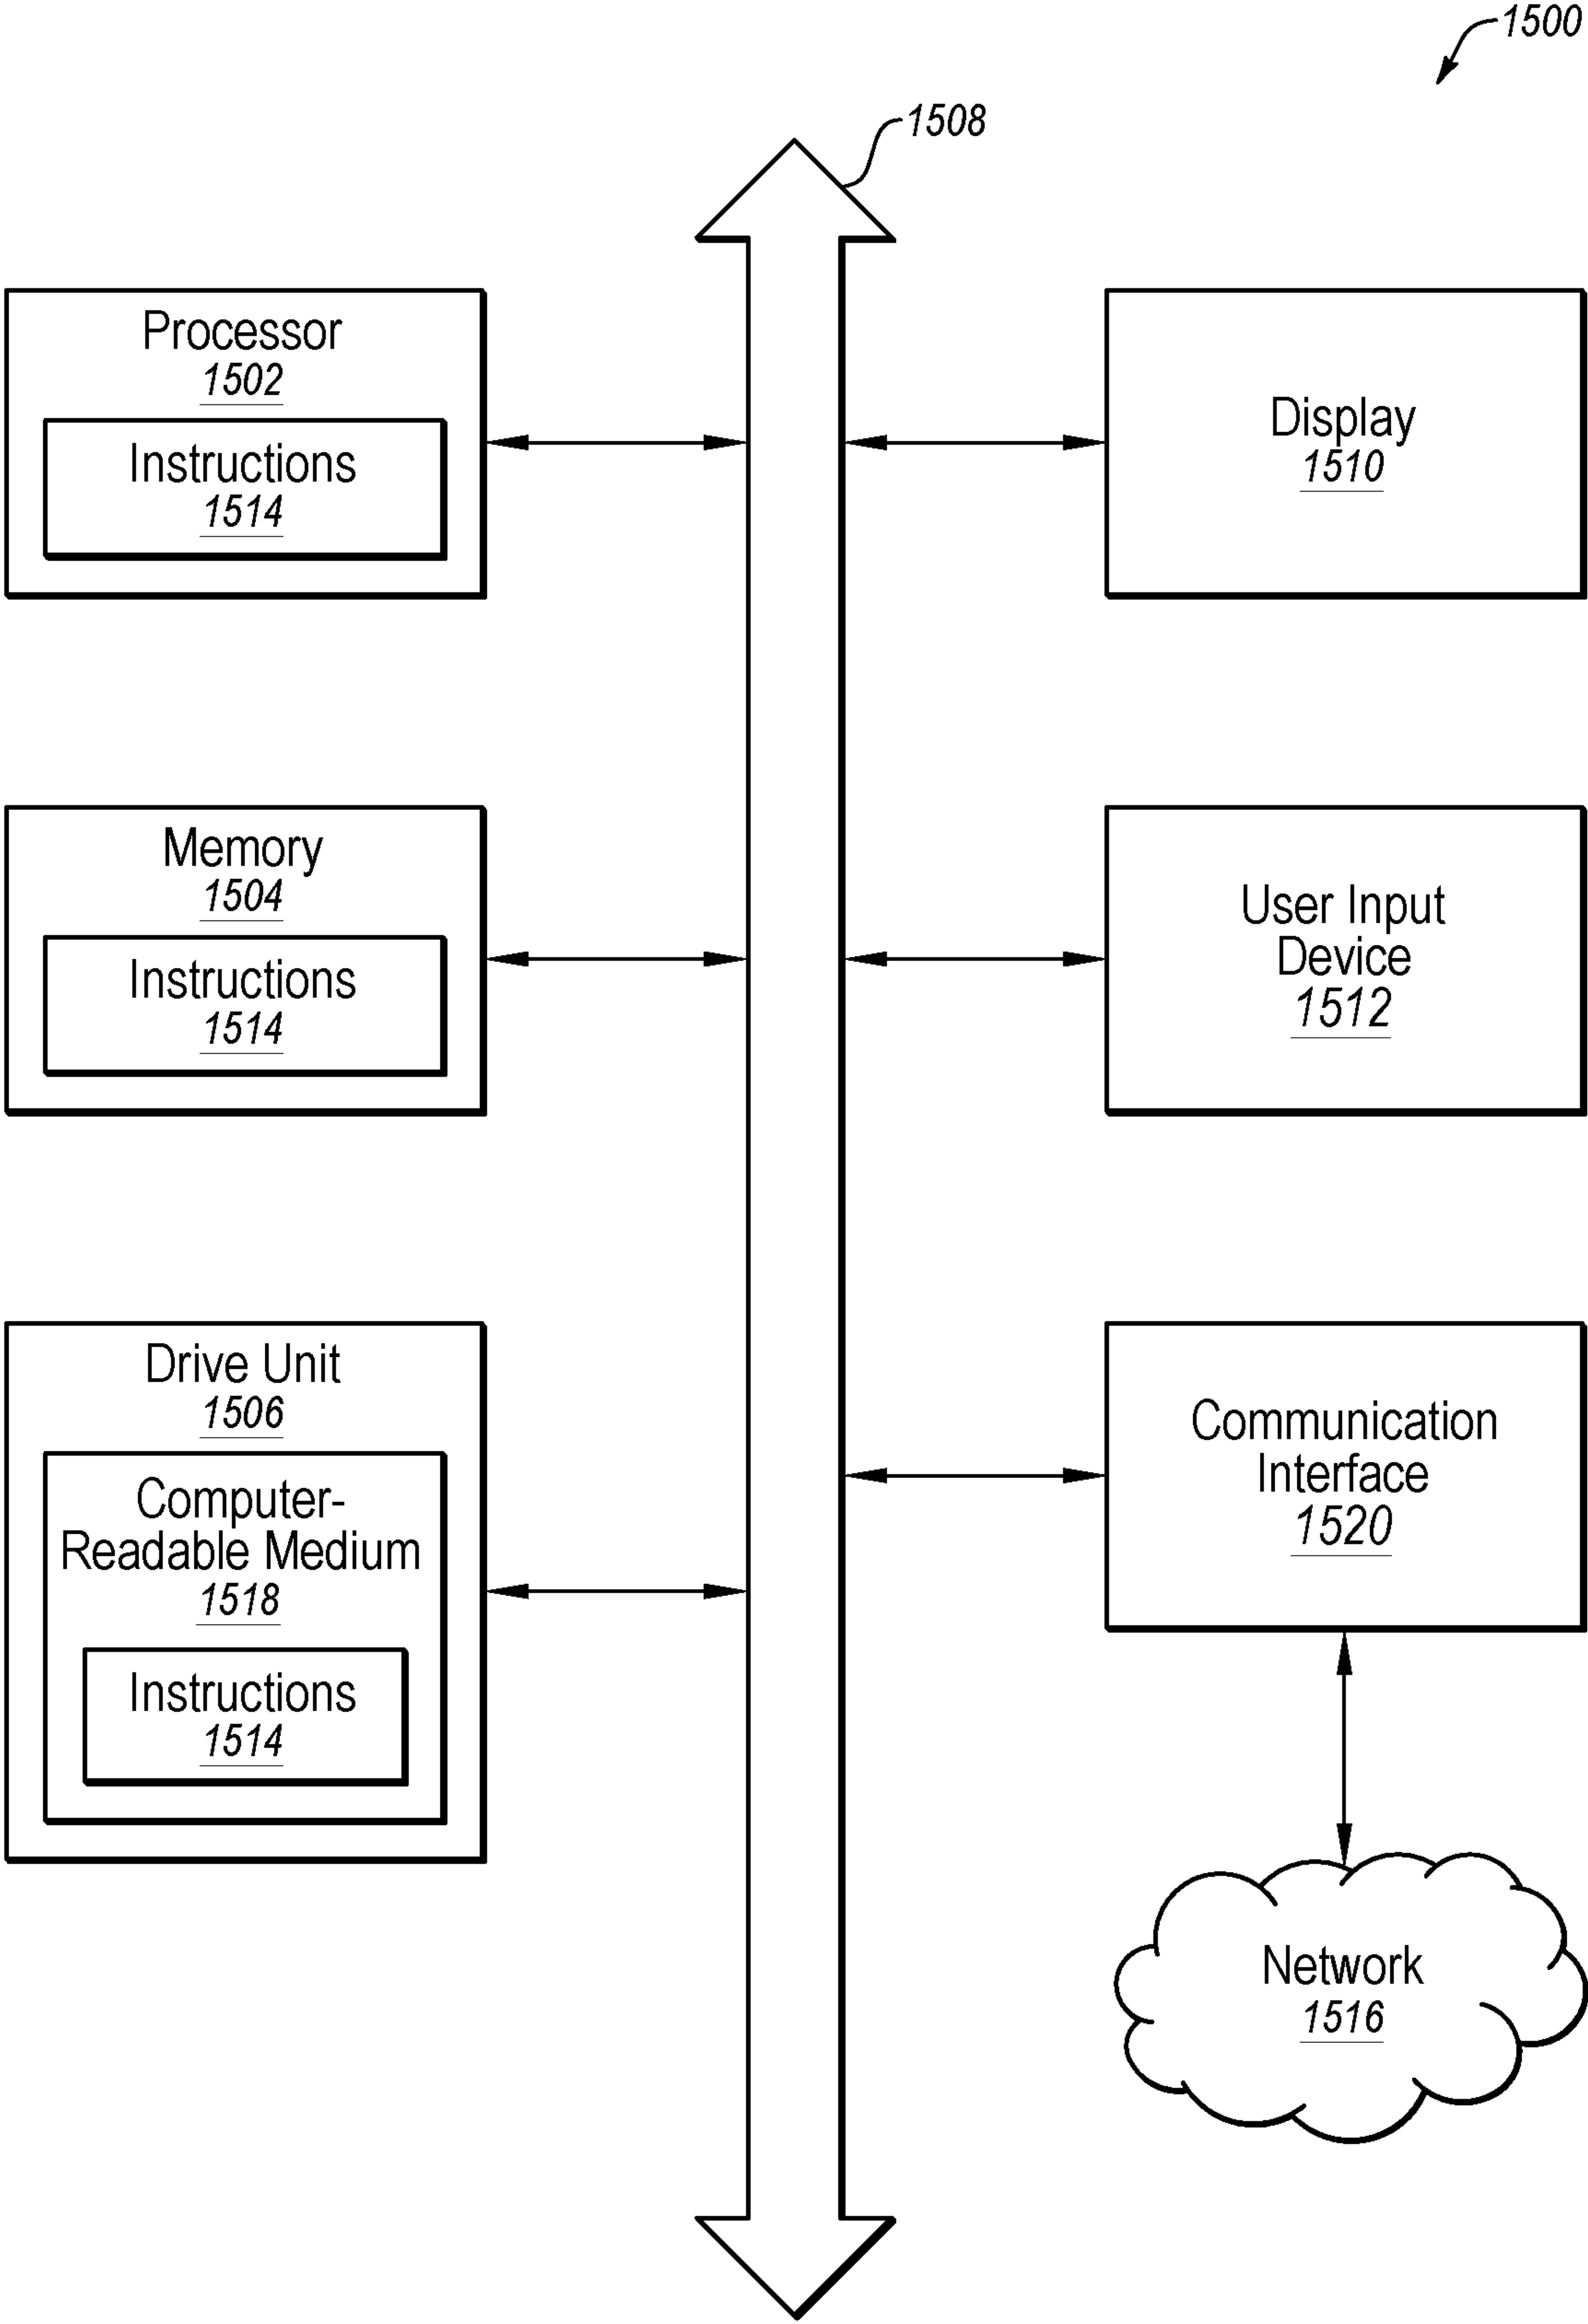 1500
1508
Processor
1502
Instructions
1514
Display
1510
Memory
1504
Instructions
1514
User Input
Device
1512
Drive Unit
1506
Computer-
Readable Medium
1518
Instructions
1514
Communication
Interface
1520
Network
1516